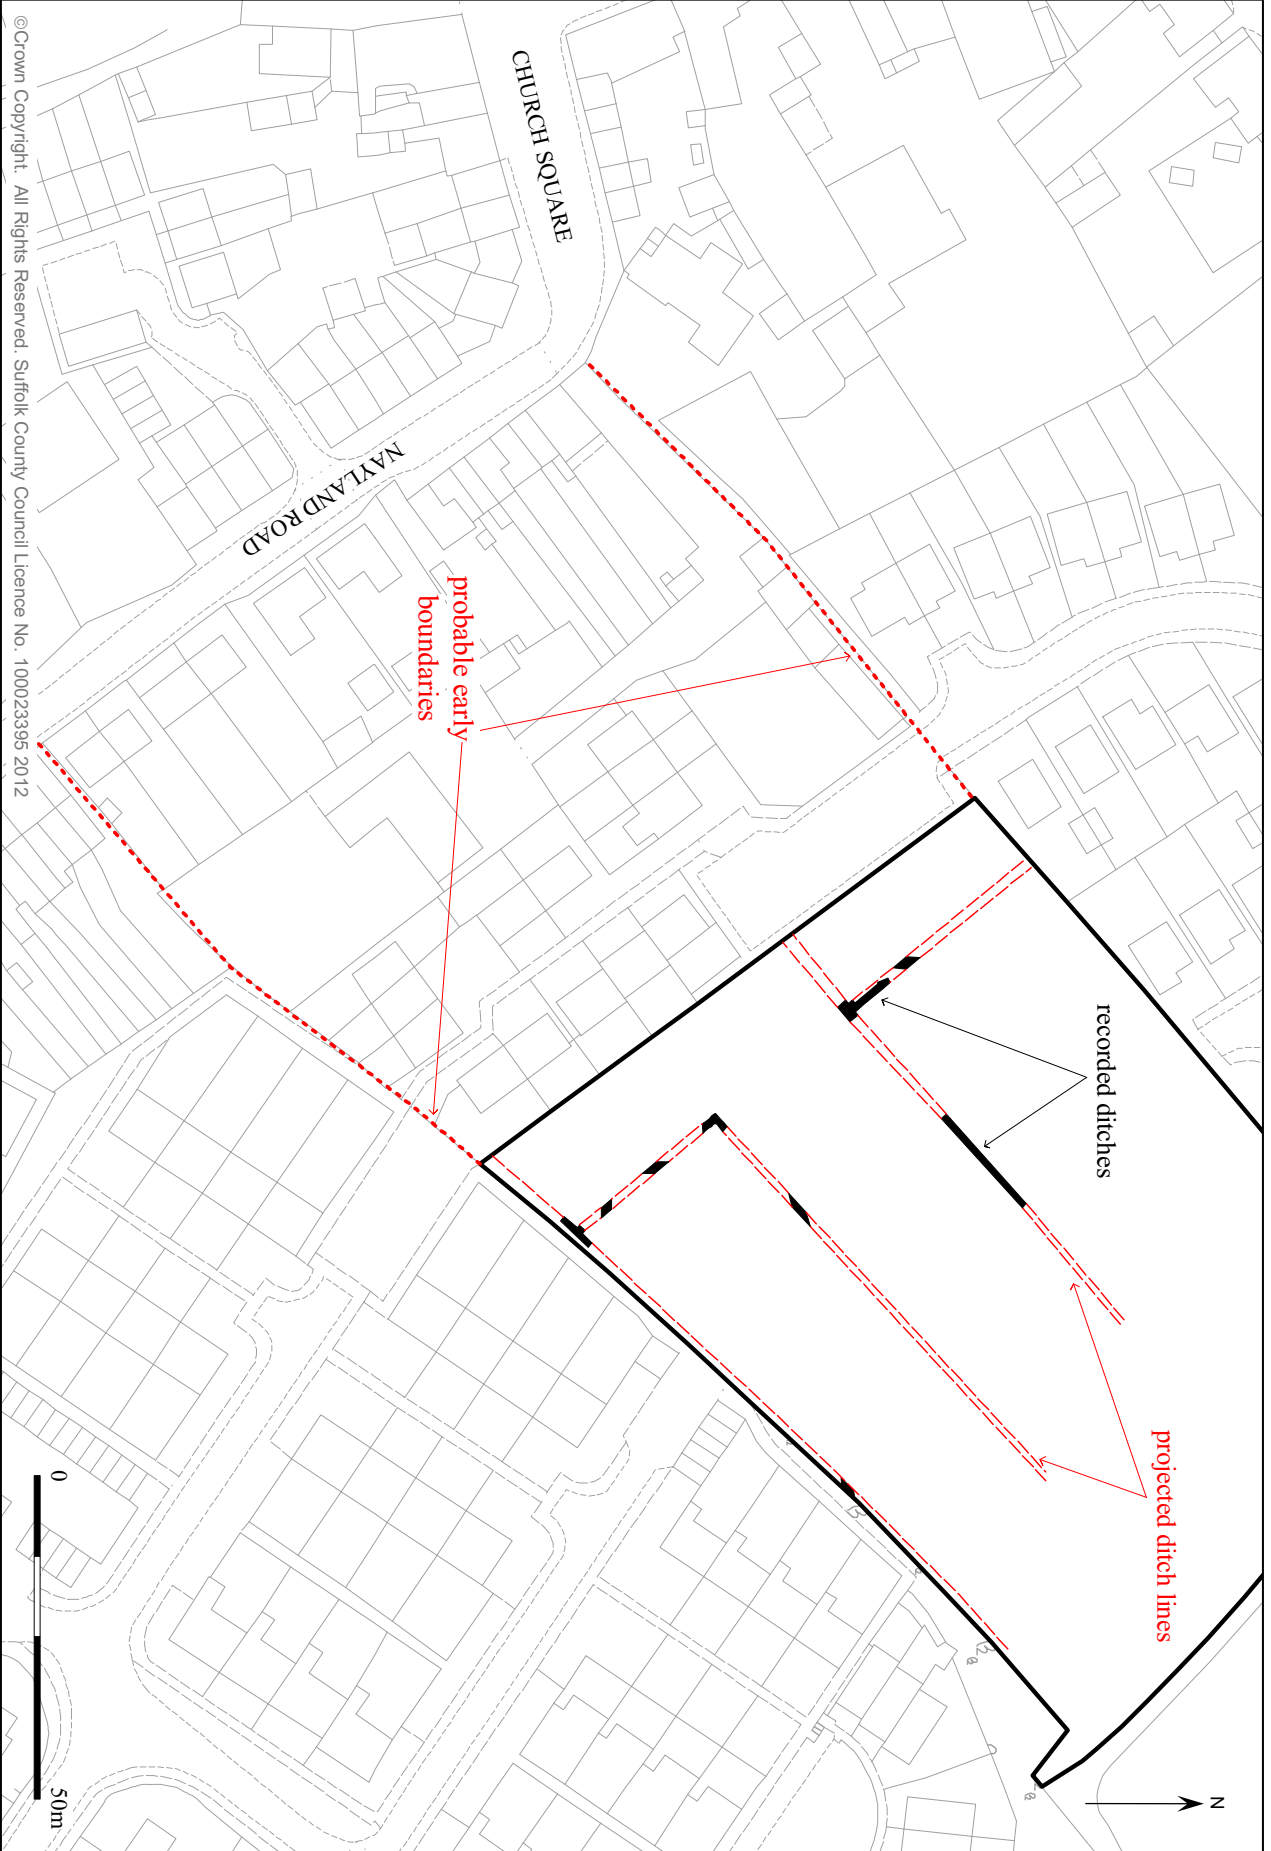 CHURCH SQUARE
NAYLAND ROAD
probable early
boundaries
recorded ditches
projected ditch lines
N
0
50m
©Crown Copyright. All Rights Reserved. Suffolk County Council Licence No. 100023395 2012